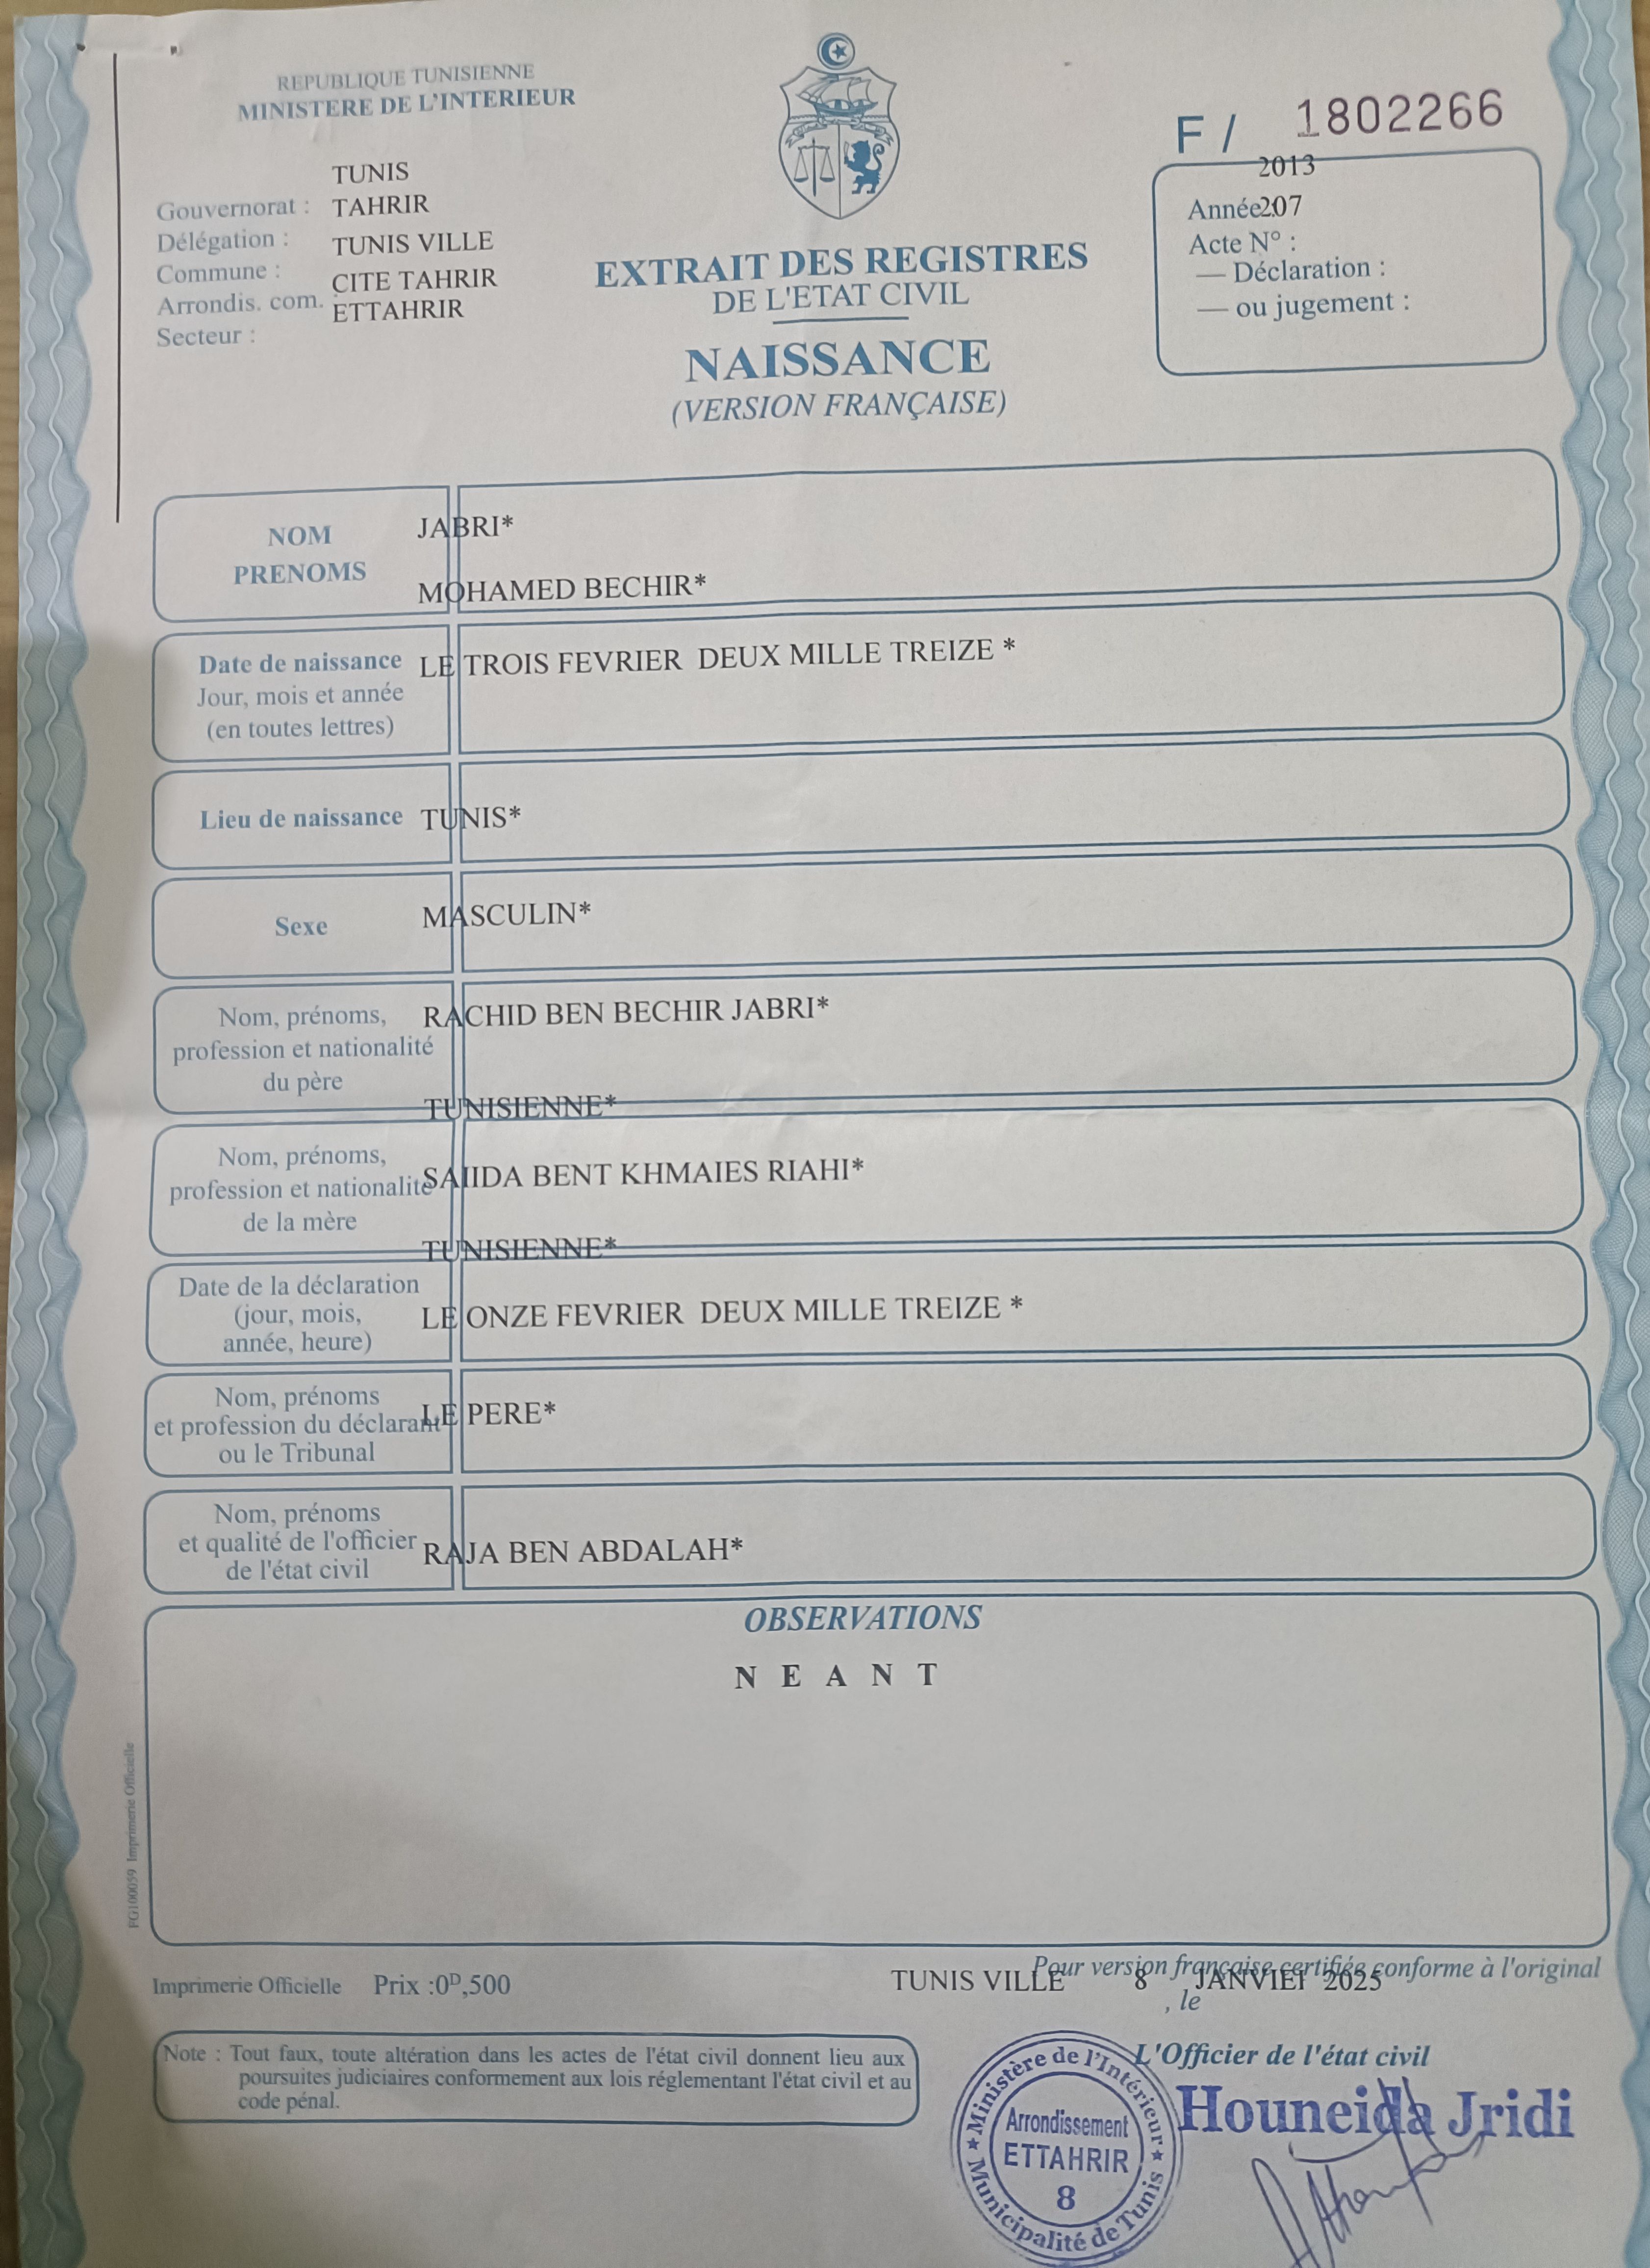 REPUBLIQUE TUNISIENNE
MINISTERE DE L'INTERIEUR
F / 1802266
TUNIS
Gouvernorat : TAHRIR
Délégation : TUNIS VILLE
Commune : CITE TAHRIR
Arrondis. com. : ETTAHRIR
Secteur :
EXTRAIT DES REGISTRES
DE L'ETAT CIVIL
NAISSANCE
(VERSION FRANÇAISE)
2013
Année : 207
Acte N° :
— Déclaration :
— ou jugement :
NOM
PRENOMS
JABRI*
MOHAMED BECHIR*
Date de naissance
Jour, mois et année
(en toutes lettres)
LE TROIS FEVRIER DEUX MILLE TREIZE *
Lieu de naissance
TUNIS*
Sexe
MASCULIN*
Nom, prénoms,
profession et nationalité
du père
RACHID BEN BECHIR JABRI*
TUNISIENNE*
Nom, prénoms,
profession et nationalité
de la mère
SAIIDA BENT KHMAIES RIAHI*
TUNISIENNE*
Date de la déclaration
(jour, mois,
année, heure)
LE ONZE FEVRIER DEUX MILLE TREIZE *
Nom, prénoms
et profession du déclarant
ou le Tribunal
LE PERE*
Nom, prénoms
et qualité de l'officier
de l'état civil
RAJA BEN ABDALAH*
OBSERVATIONS
N E A N T
FG100059 Imprimerie Officielle
Imprimerie Officielle Prix :0ᴰ,500
Pour version française certifiée conforme à l'original
TUNIS VILLE 8 JANVIER 2025
, le
Note : Tout faux, toute altération dans les actes de l'état civil donnent lieu aux
poursuites judiciaires conformement aux lois réglementant l'état civil et au
code pénal.
L'Officier de l'état civil
Houneida Jridi
Ministère de l'Intérieur
Arrondissement
ETTAHRIR
8
Municipalité de Tunis